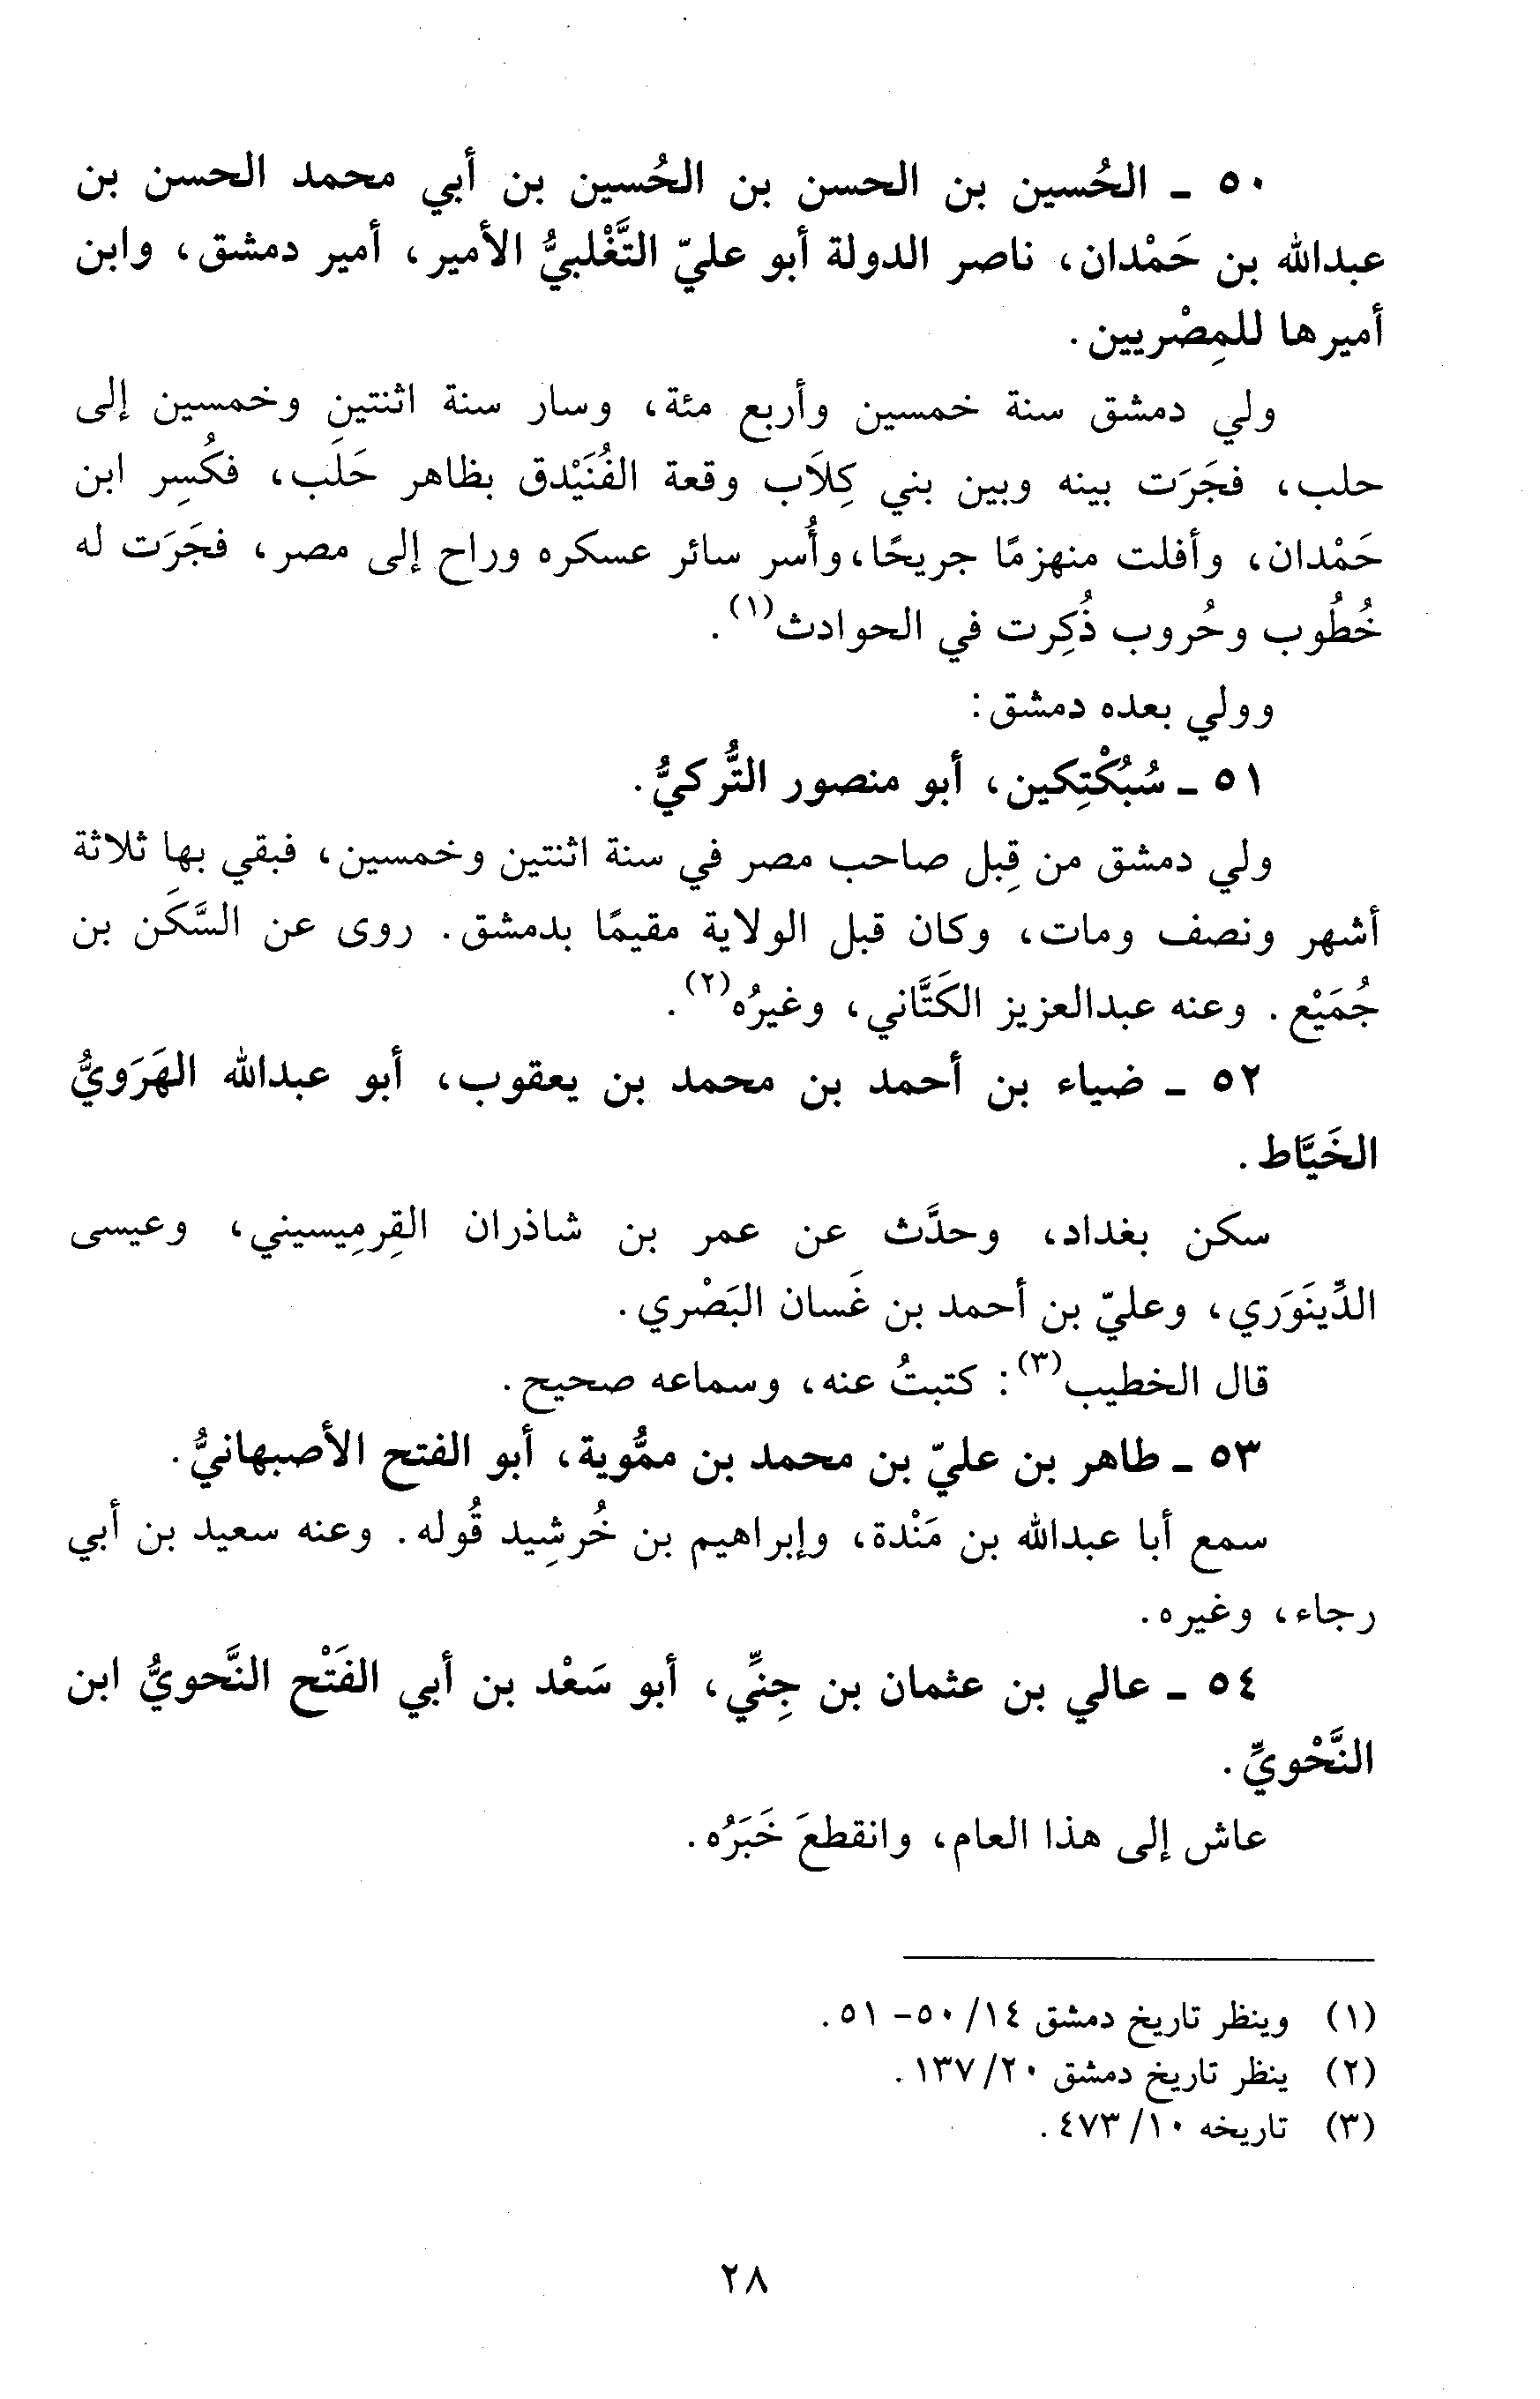 ٥٠ ـ الحُسين بن الحسن بن الحُسين بن أبي محمد الحسن بن
عبدالله بن حَمْدان، ناصر الدولة أبو عليّ التَّغْلبيُّ الأمير، أمير دمشق، وابن
أميرها للمِصْريين.
ولي دمشق سنة خمسين وأربع مئة، وسار سنة اثنتين وخمسين إلى
حلب، فجَرَت بينه وبين بني كِلَاب وقعة الفُنَيْدق بظاهر حَلَب، فكُسِر ابن
حَمْدان، وأفلت منهزمًا جريحًا، وأُسر سائر عسكره وراح إلى مصر، فجَرَت له
خُطُوب وحُروب ذُكِرت في الحوادث(١).
وولي بعده دمشق:
٥١ ـ سُبُكْتِكين، أبو منصور التُّركيُّ.
ولي دمشق من قِبل صاحب مصر في سنة اثنتين وخمسين، فبقي بها ثلاثة
أشهر ونصف ومات، وكان قبل الولاية مقيمًا بدمشق. روى عن السَّكَن بن
جُمَيْع. وعنه عبدالعزيز الكَتَّاني، وغيرُه(٢).
٥٢ ـ ضياء بن أحمد بن محمد بن يعقوب، أبو عبدالله الهَرَويُّ
الخَيَّاط.
سكن بغداد، وحدَّث عن عمر بن شاذران القِرمِيسيني، وعيسى
الدِّينَوَري، وعليّ بن أحمد بن غَسان البَصْري.
قال الخطيب(٣): كتبتُ عنه، وسماعه صحيح.
٥٣ ـ طاهر بن عليّ بن محمد بن ممُّوية، أبو الفتح الأصبهانيُّ.
سمع أبا عبدالله بن مَنْدة، وإبراهيم بن خُرشِيد قُوله. وعنه سعيد بن أبي
رجاء، وغيره.
٥٤ ـ عالي بن عثمان بن جِنِّي، أبو سَعْد بن أبي الفَتْح النَّحويُّ ابن
النَّحْويِّ.
عاش إلى هذا العام، وانقطعَ خَبَرُه.
(١) وينظر تاريخ دمشق ١٤/ ٥٠- ٥١.
(٢) ينظر تاريخ دمشق ٢٠/ ١٣٧.
(٣) تاريخه ١٠/ ٤٧٣.
٢٨